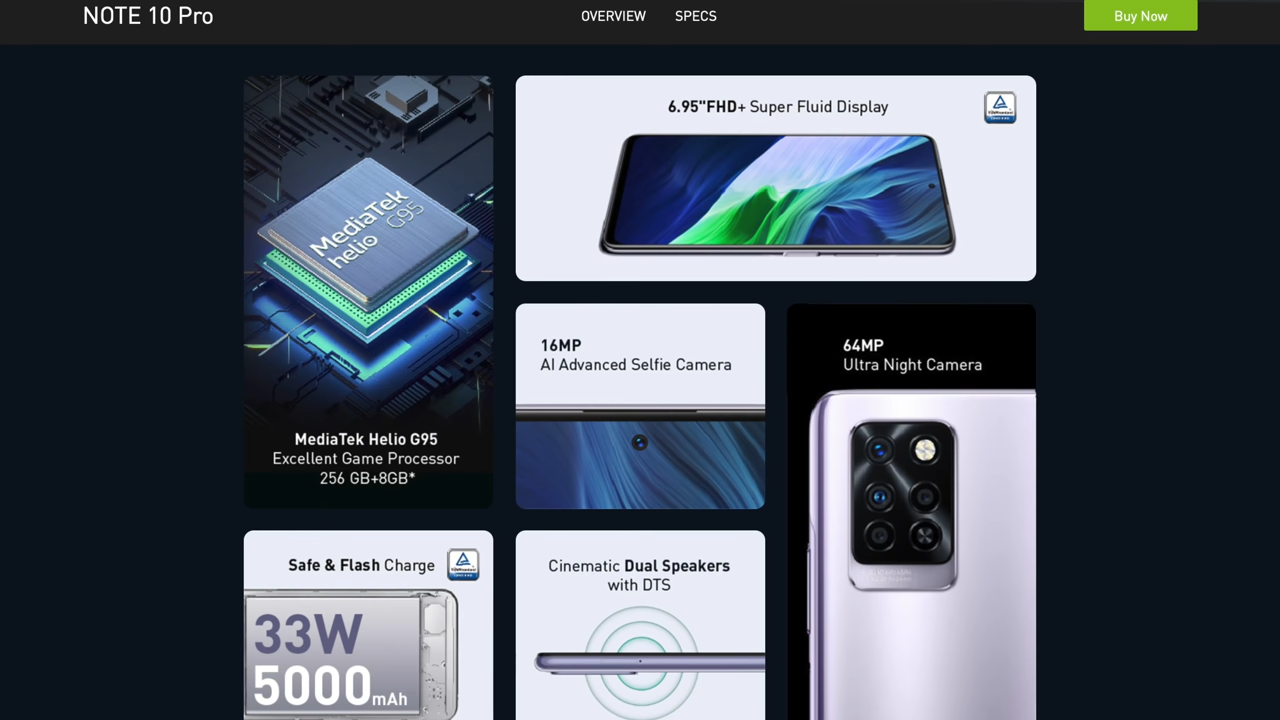 NOTE 10 Pro
OVERVIEW
SPECS
Buy Now
MediaTek
helio G95
MediaTek Helio G95
Excellent Game Processor
256 GB+8GB*
6.95"FHD+ Super Fluid Display
16MP
AI Advanced Selfie Camera
64MP
Ultra Night Camera
Safe & Flash Charge
33W
5000mAh
Cinematic Dual Speakers
with DTS